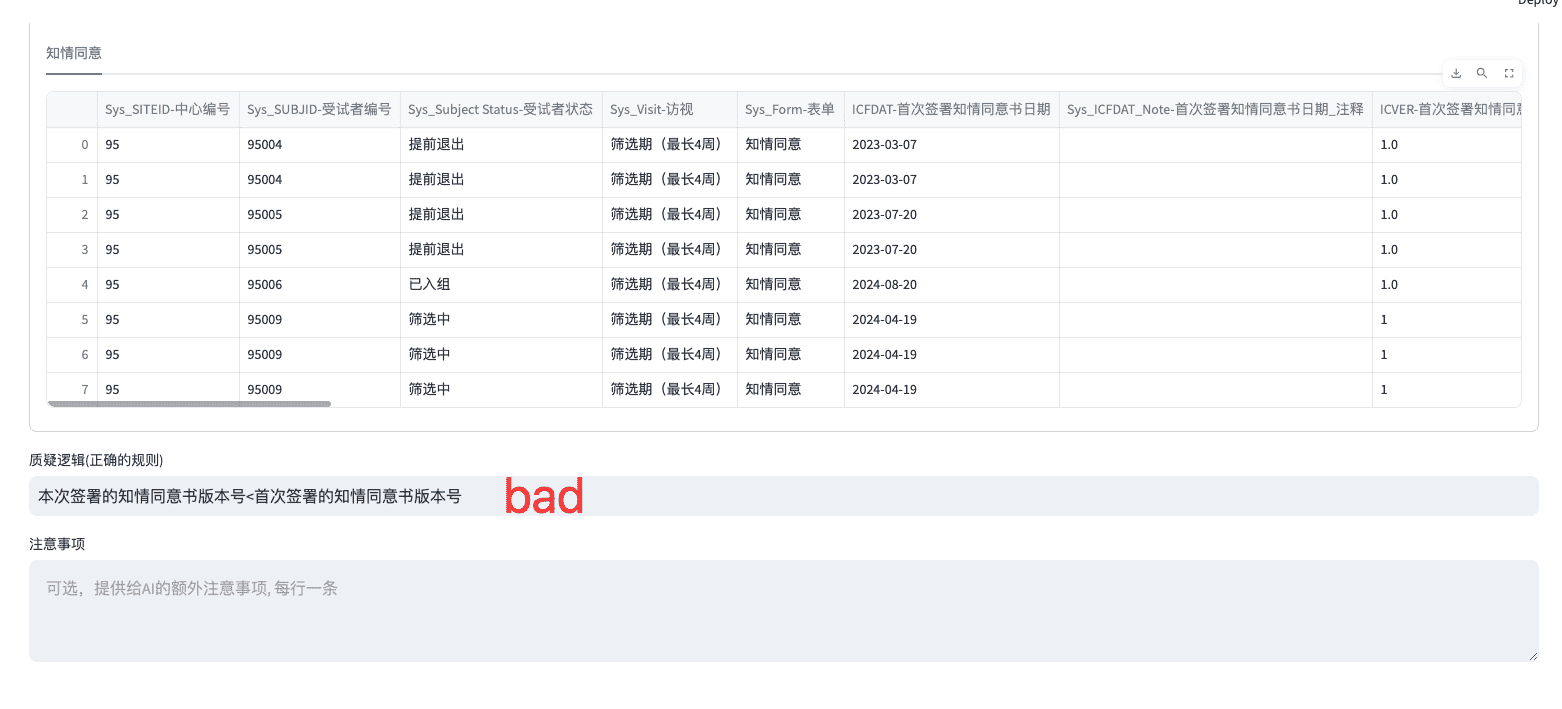 Deploy
知情同意
Sys_SITEID-中心编号 Sys_SUBJID-受试者编号 Sys_Subject Status-受试者状态 Sys_Visit-访视 Sys_Form-表单 ICFDAT-首次签署知情同意书日期 Sys_ICFDAT_Note-首次签署知情同意书日期_注释 ICVER-首次签署知情同意
0 95 95004 提前退出 筛选期（最长4周） 知情同意 2023-03-07 1.0
1 95 95004 提前退出 筛选期（最长4周） 知情同意 2023-03-07 1.0
2 95 95005 提前退出 筛选期（最长4周） 知情同意 2023-07-20 1.0
3 95 95005 提前退出 筛选期（最长4周） 知情同意 2023-07-20 1.0
4 95 95006 已入组 筛选期（最长4周） 知情同意 2024-08-20 1.0
5 95 95009 筛选中 筛选期（最长4周） 知情同意 2024-04-19 1
6 95 95009 筛选中 筛选期（最长4周） 知情同意 2024-04-19 1
7 95 95009 筛选中 筛选期（最长4周） 知情同意 2024-04-19 1
质疑逻辑(正确的规则)
本次签署的知情同意书版本号<首次签署的知情同意书版本号 bad
注意事项
可选，提供给AI的额外注意事项, 每行一条